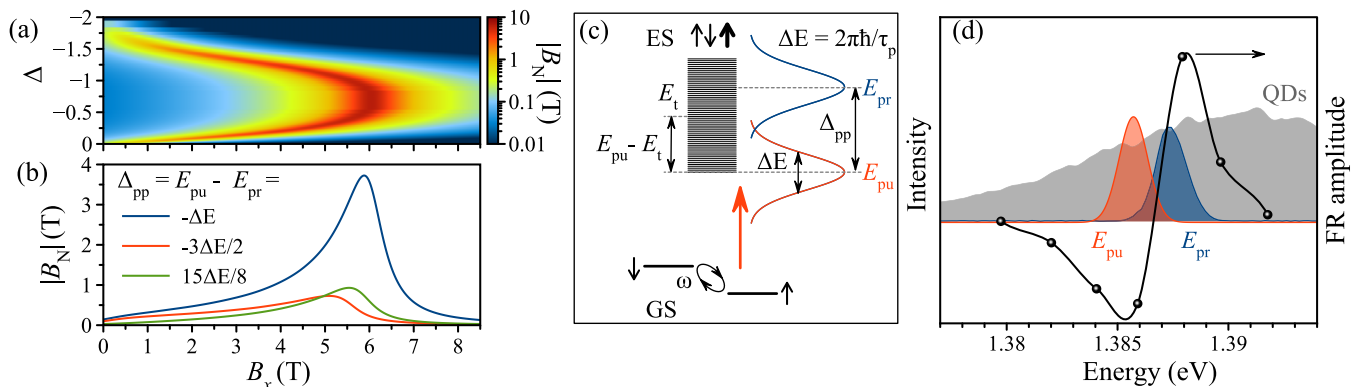 (a)
−2
−1.5
−1
−0.5
0
Δ
10
1
0.1
0.01
|B_N| (T)
(b)
Δ_pp = E_pu - E_pr =
-ΔE
-3ΔE/2
15ΔE/8
4
3
2
1
0
|B_N| (T)
0 1 2 3 4 5 6 7 8
B_x (T)
(c)
ES
ΔE = 2πħ/τ_p
E_t
E_pr
Δ_pp
E_pu - E_t
ΔE
E_pu
ω
GS
(d)
QDs
Intensity
FR amplitude
E_pu E_pr
1.38 1.385 1.39
Energy (eV)